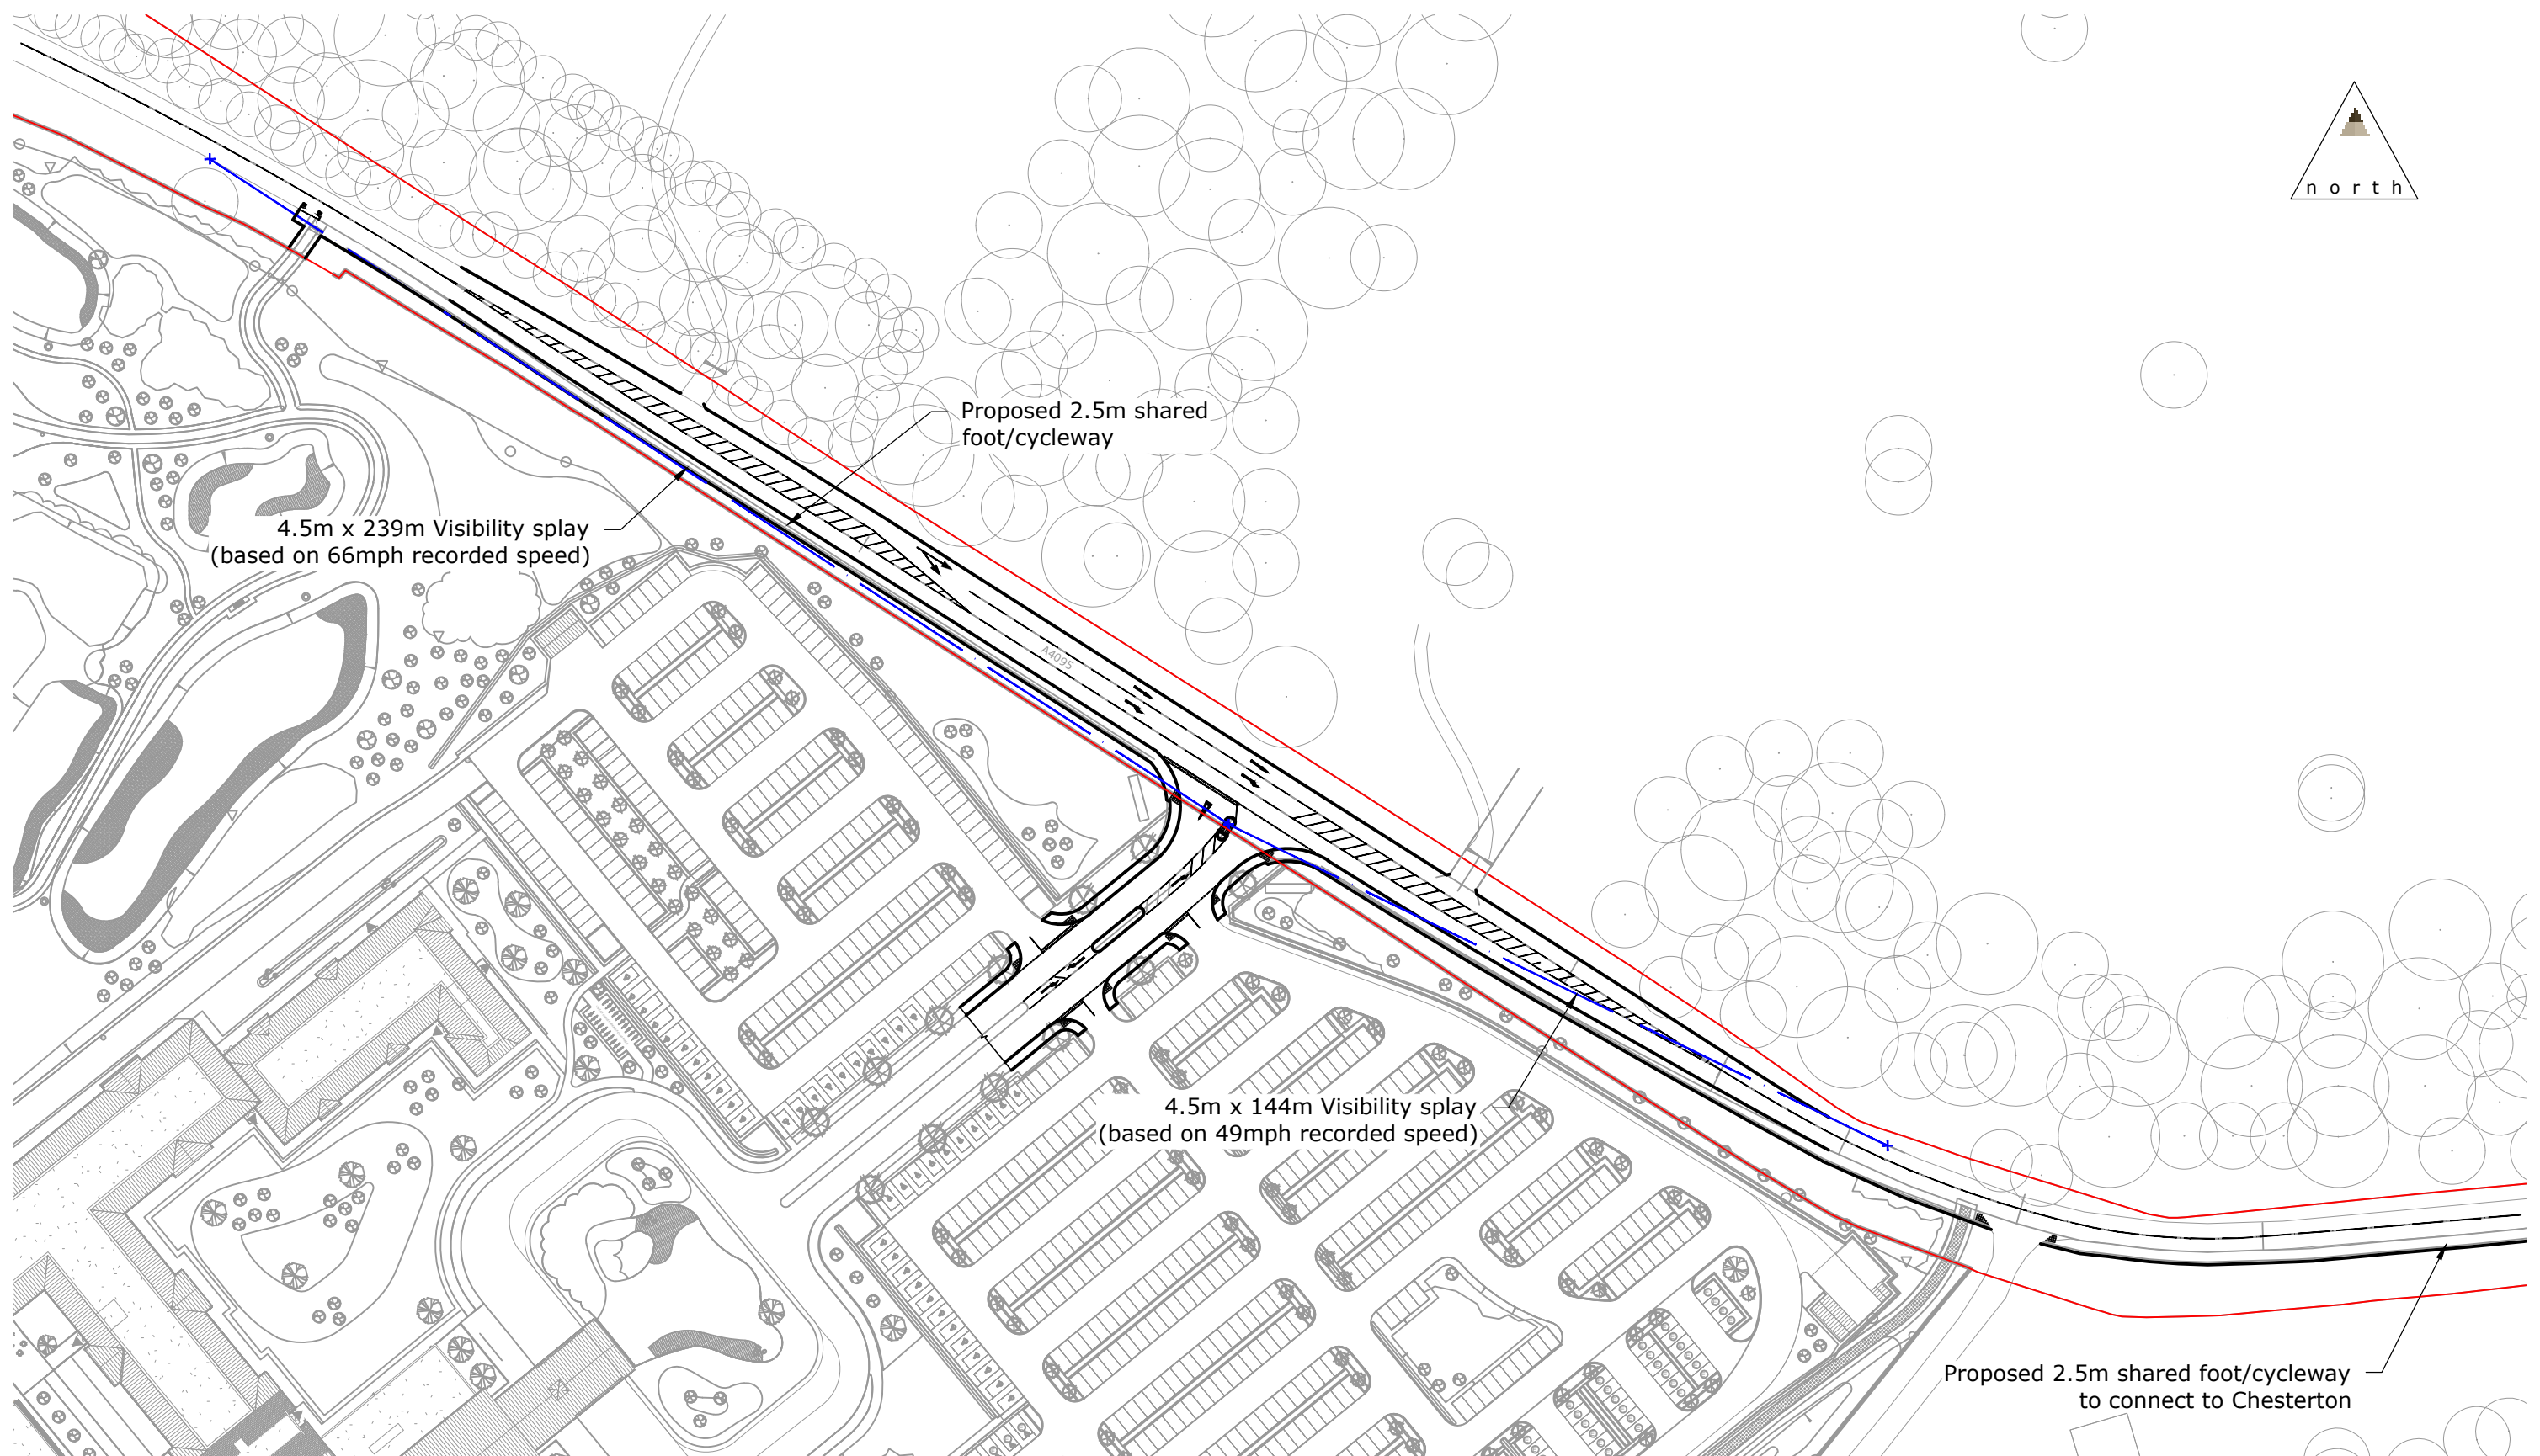 n o r t h
Proposed 2.5m shared
foot/cycleway
4.5m x 239m Visibility splay
(based on 66mph recorded speed)
A4095
4.5m x 144m Visibility splay
(based on 49mph recorded speed)
Proposed 2.5m shared foot/cycleway
to connect to Chesterton